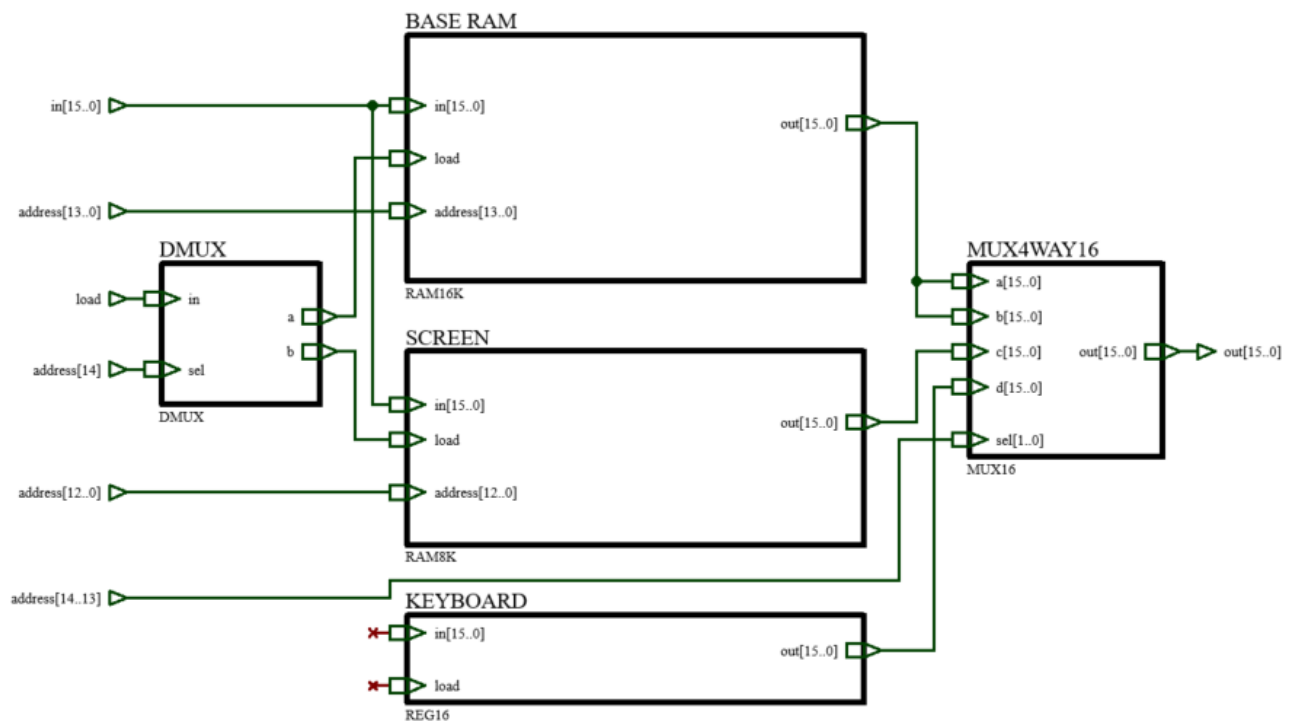 BASE RAM
in[15..0]
in[15..0]
out[15..0]
load
address[13..0]
address[13..0]
DMUX
MUX4WAY16
a[15..0]
RAM16K
load
in
a
b[15..0]
SCREEN
b
c[15..0]
out[15..0]
out[15..0]
address[14]
sel
d[15..0]
in[15..0]
DMUX
out[15..0]
load
sel[1..0]
MUX16
address[12..0]
address[12..0]
RAM8K
address[14..13]
KEYBOARD
in[15..0]
out[15..0]
load
REG16